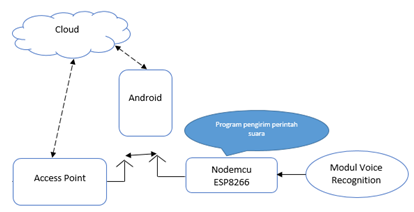 Cloud
Android
Program pengirim perintah
suara
Access Point
Nodemcu
ESP8266
Modul Voice
Recognition